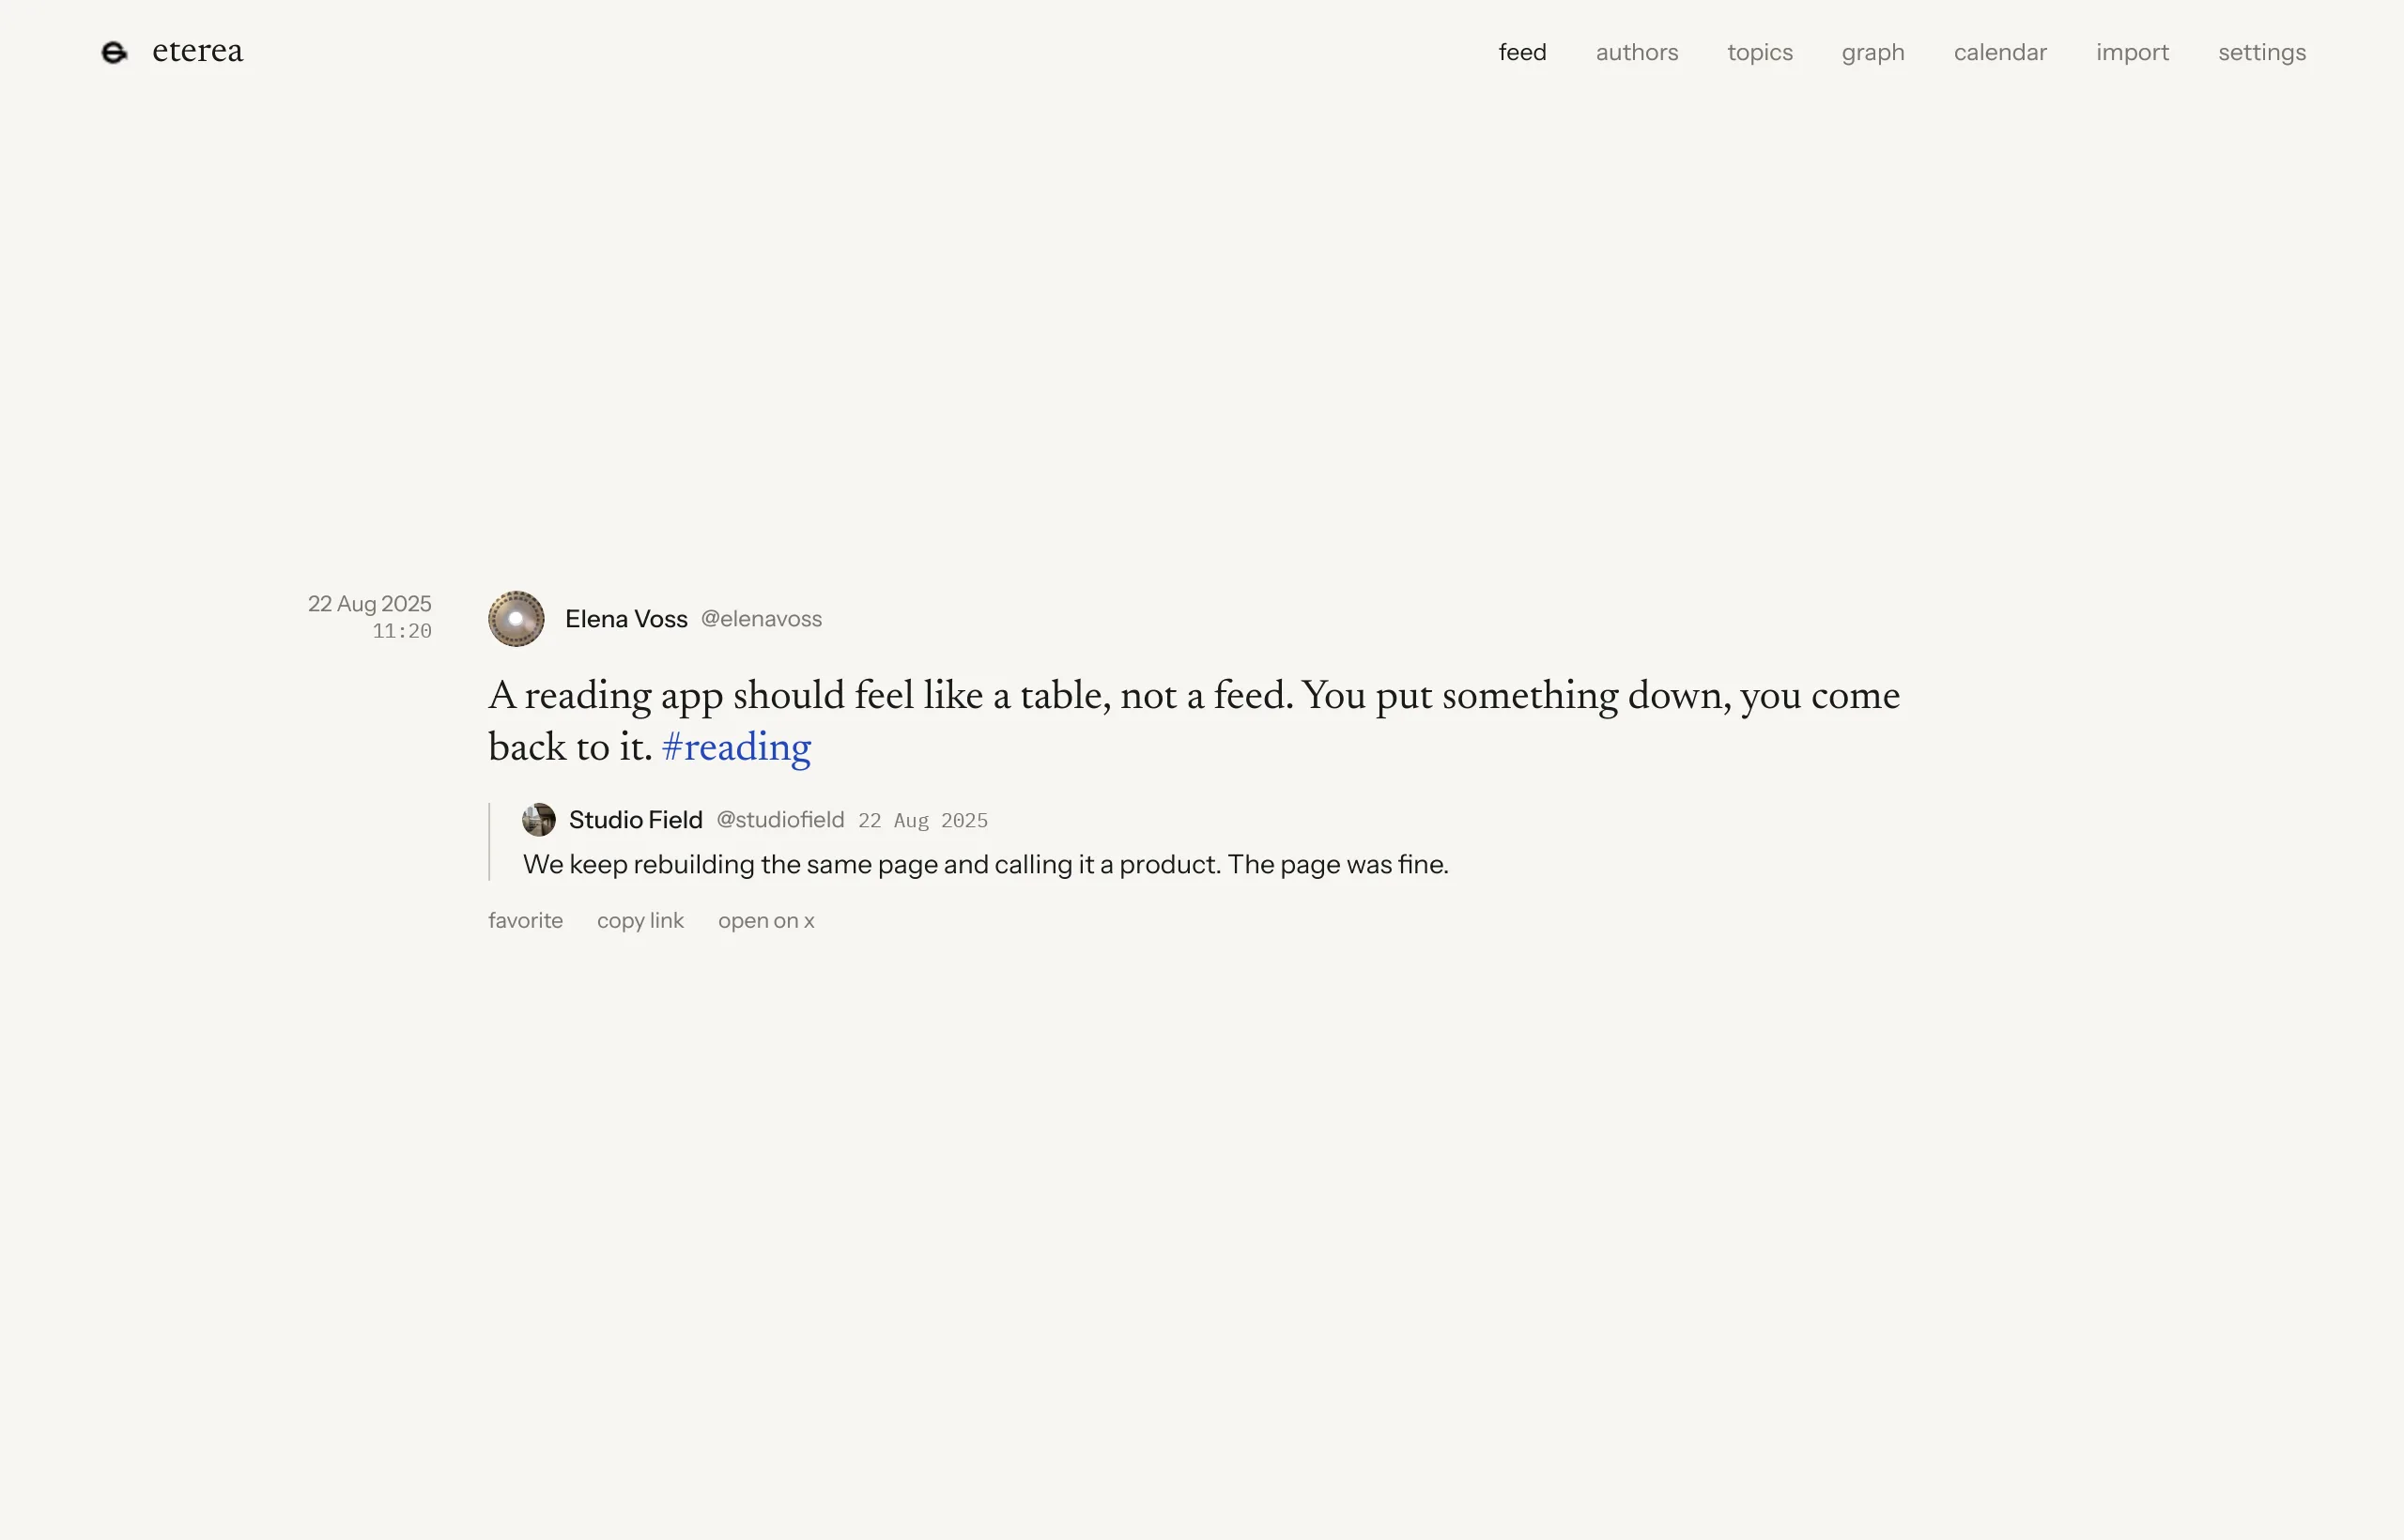 eterea
feed authors topics graph calendar import settings
22 Aug 2025
11:20
Elena Voss @elenavoss
A reading app should feel like a table, not a feed. You put something down, you come
back to it. #reading
Studio Field @studiofield 22 Aug 2025
We keep rebuilding the same page and calling it a product. The page was fine.
favorite copy link open on x